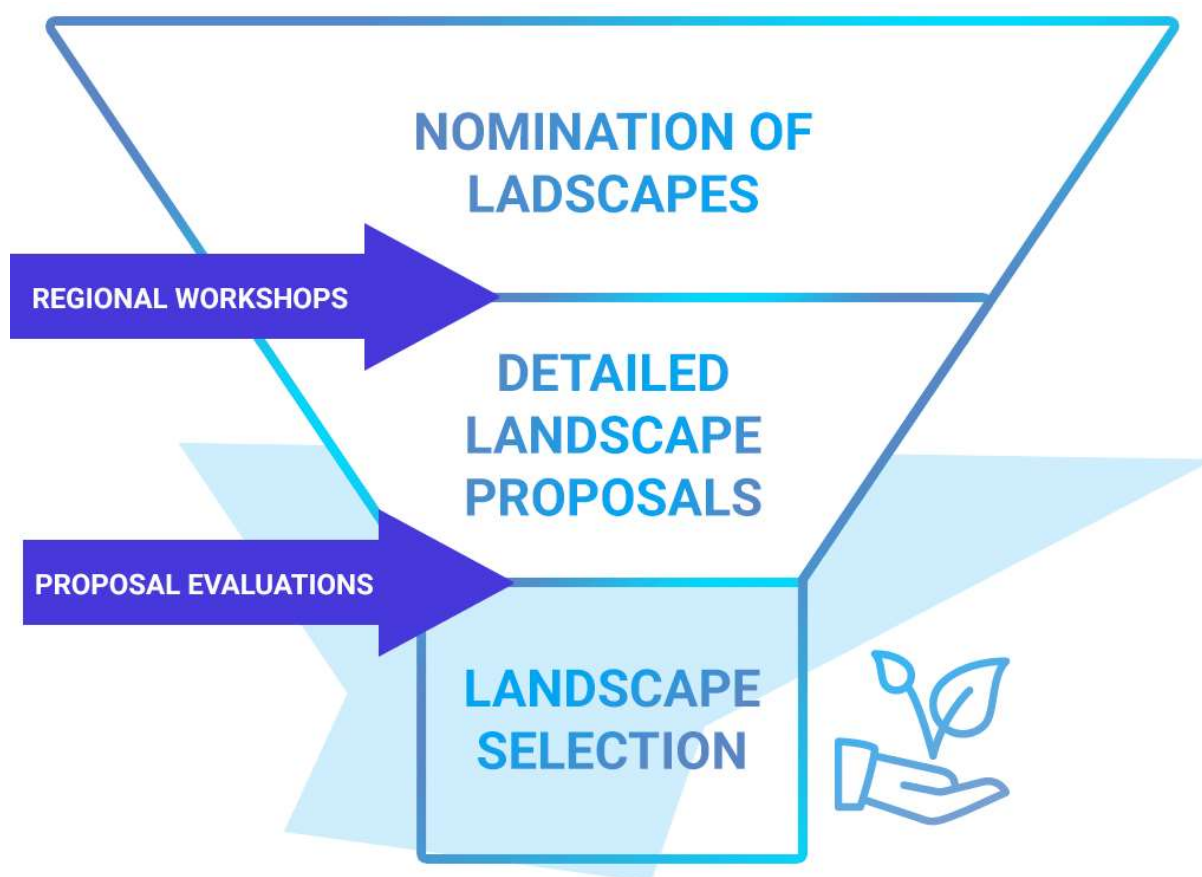 NOMINATION OF
LADSCAPES
REGIONAL WORKSHOPS
DETAILED
LANDSCAPE
PROPOSALS
PROPOSAL EVALUATIONS
LANDSCAPE
SELECTION